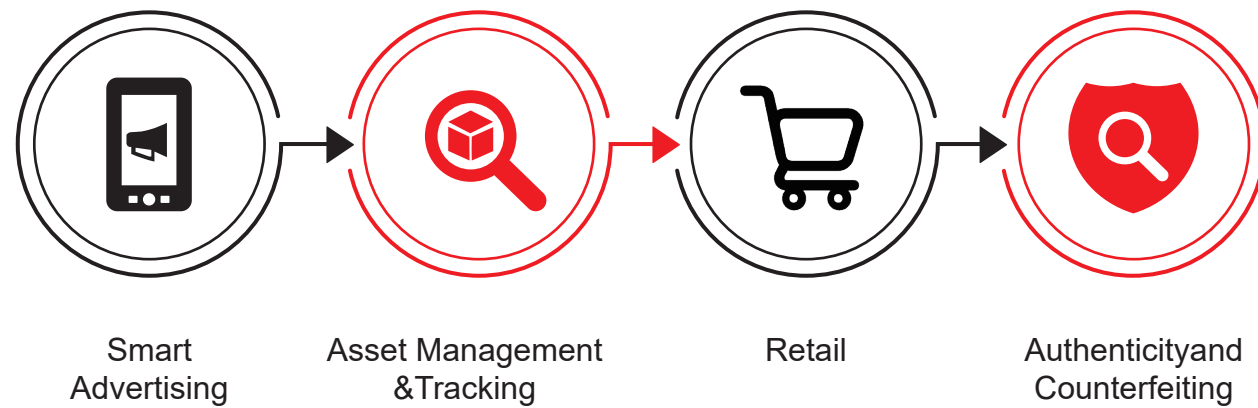 Smart
Advertising
Asset Management
&Tracking
Retail
Authenticityand
Counterfeiting